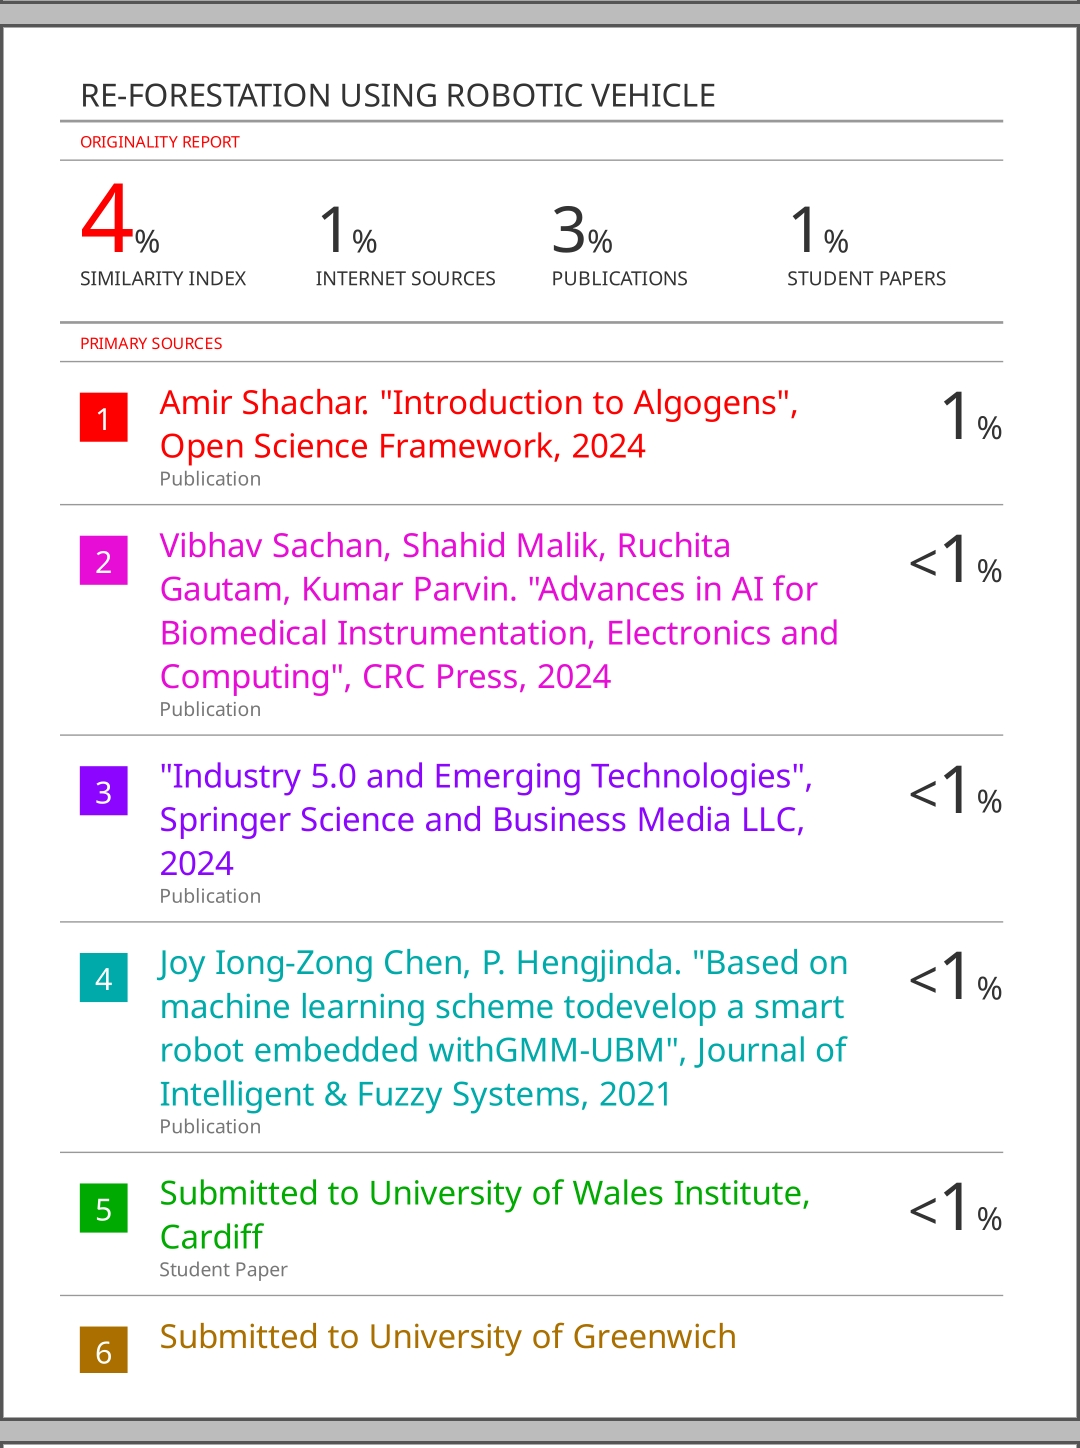 RE-FORESTATION USING ROBOTIC VEHICLE
ORIGINALITY REPORT
4% 1% 3% 1%
SIMILARITY INDEX INTERNET SOURCES PUBLICATIONS STUDENT PAPERS
PRIMARY SOURCES
1 Amir Shachar. "Introduction to Algogens", 1%
Open Science Framework, 2024
Publication
2 Vibhav Sachan, Shahid Malik, Ruchita <1%
Gautam, Kumar Parvin. "Advances in AI for
Biomedical Instrumentation, Electronics and
Computing", CRC Press, 2024
Publication
3 "Industry 5.0 and Emerging Technologies", <1%
Springer Science and Business Media LLC,
2024
Publication
4 Joy Iong-Zong Chen, P. Hengjinda. "Based on <1%
machine learning scheme todevelop a smart
robot embedded withGMM-UBM", Journal of
Intelligent & Fuzzy Systems, 2021
Publication
5 Submitted to University of Wales Institute, <1%
Cardiff
Student Paper
6 Submitted to University of Greenwich